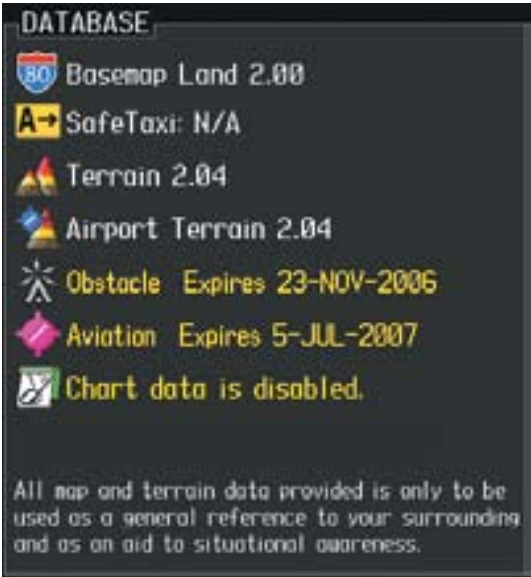 DATABASE
80 Basemap Land 2.00
A→ SafeTaxi: N/A
Terrain 2.04
Airport Terrain 2.04
Obstacle Expires 23-NOV-2006
Aviation Expires 5-JUL-2007
Chart data is disabled.
All map and terrain data provided is only to be
used as a general reference to your surrounding
and as an aid to situational awareness.